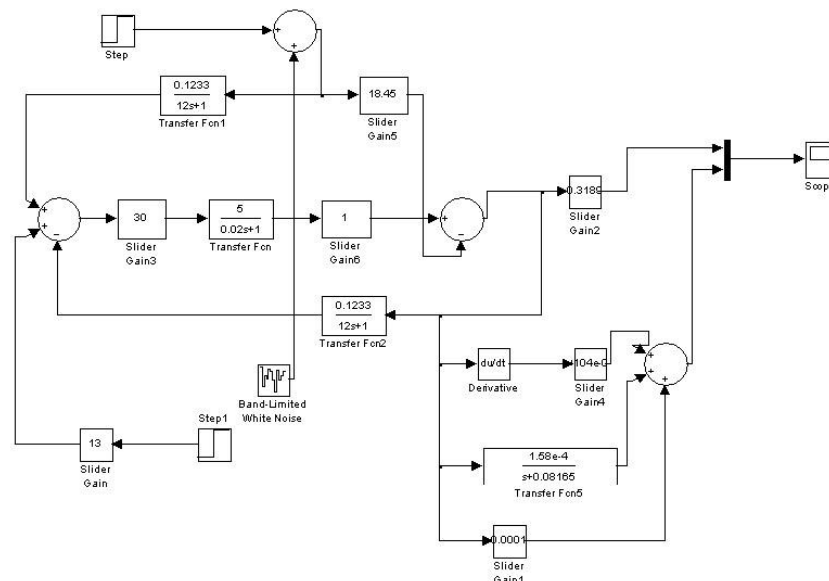 Step
+
+
0.1233
12s+1
Transfer Fcn1
18.45
Slider
Gain5
+
+
−
30
Slider
Gain3
5
0.02s+1
Transfer Fcn
1
Slider
Gain6
+
−
0.3189
Slider
Gain2
Scop
0.1233
12s+1
Transfer Fcn2
Band-Limited
White Noise
du/dt
Derivative
104e-0
Slider
Gain4
+
+
+
Step1
13
Slider
Gain
1.58e-4
s+0.08165
Transfer Fcn5
0.0001
Slider
Gain1